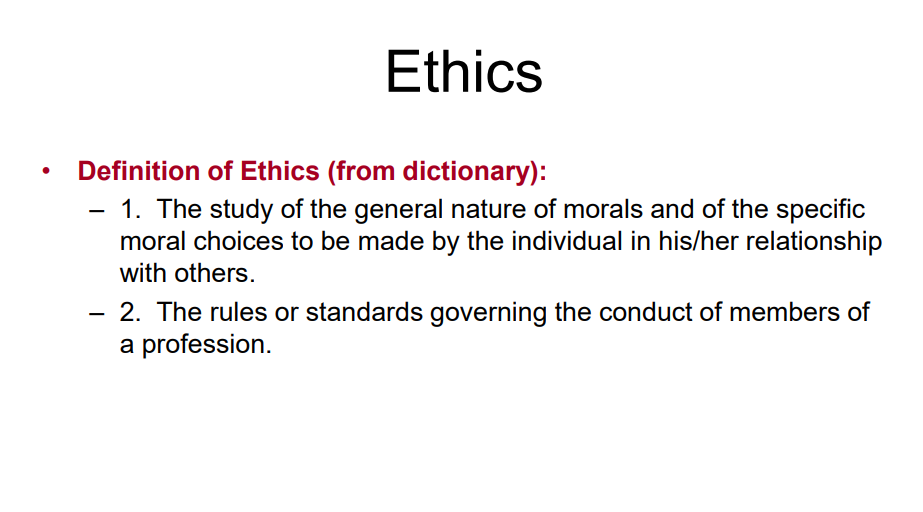 Ethics
• Definition of Ethics (from dictionary):
– 1. The study of the general nature of morals and of the specific
moral choices to be made by the individual in his/her relationship
with others.
– 2. The rules or standards governing the conduct of members of
a profession.